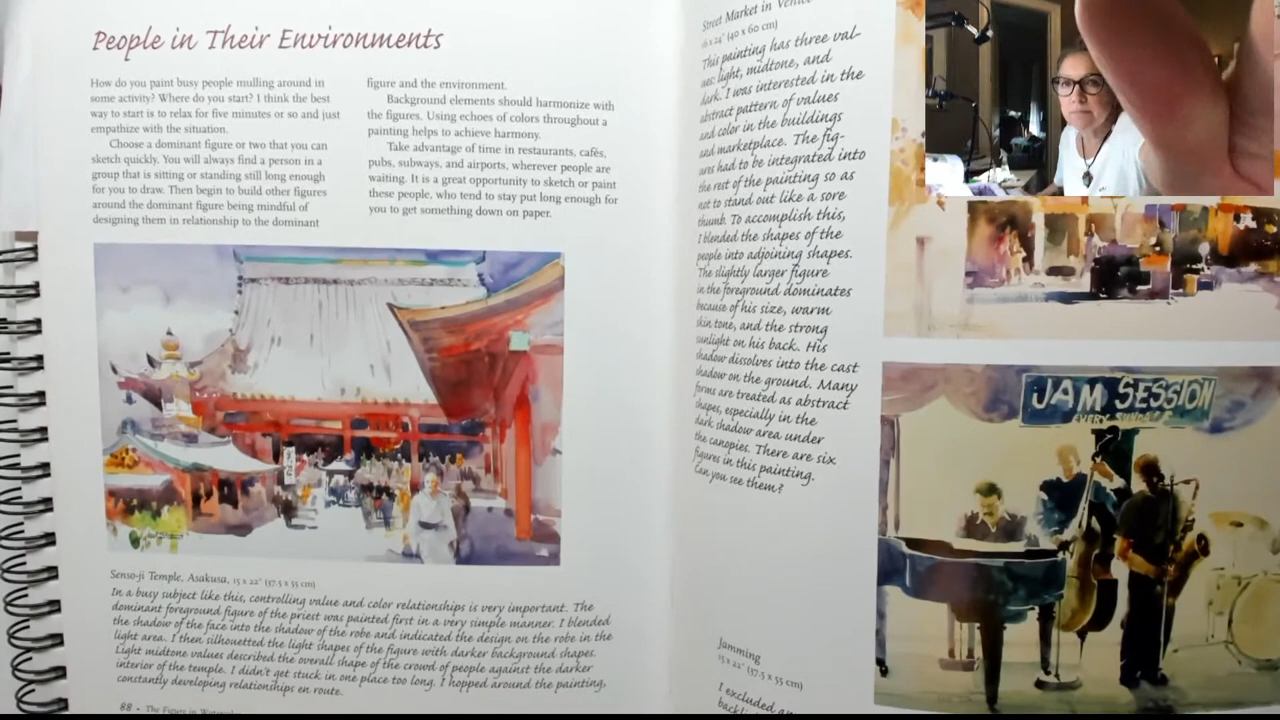 People in Their Environments
How do you paint busy people mulling around in
some activity? Where do you start? I think the best
way to start is to relax for five minutes or so and just
empathize with the situation.
Choose a dominant figure or two that you can
sketch quickly. You will always find a person in a
group that is sitting or standing still long enough
for you to draw. Then begin to build other figures
around the dominant figure being mindful of
designing them in relationship to the dominant
figure and the environment.
Background elements should harmonize with
the figures. Using echoes of colors throughout a
painting helps to achieve harmony.
Take advantage of time in restaurants, cafés,
pubs, subways, and airports, wherever people are
waiting. It is a great opportunity to sketch or paint
these people, who tend to stay put long enough for
you to get something down on paper.
Senso-ji Temple, Asakusa, 15 x 22" (37.5 x 55 cm)
In a busy subject like this, controlling value and color relationships is very important. The
dominant foreground figure of the priest was painted first in a very simple manner. I blended
the shadow of the face into the shadow of the robe and indicated the design on the robe in the
light area. I then silhouetted the light shapes of the figure with darker background shapes.
Light midtone values described the overall shape of the crowd of people against the darker
interior of the temple. I didn't get stuck in one place too long. I hopped around the painting,
constantly developing relationships en route.
88 • The Figure in
Street Market in Venice
16 x 24" (40 x 60 cm)
This painting has three val-
ues: light, midtone, and
dark. I was interested in the
abstract pattern of values
and color in the buildings
and marketplace. The fig-
ures had to be integrated into
the rest of the painting so as
not to stand out like a sore
thumb. To accomplish this,
I blended the shapes of the
people into adjoining shapes.
The slightly larger figure
in the foreground dominates
because of his size, warm
skin tone, and the strong
sunlight on his back. His
shadow dissolves into the cast
shadow on the ground. Many
forms are treated as abstract
shapes, especially in the
dark shadow area under
the canopies. There are six
figures in this painting.
Can you see them?
JAM SESSION
EVERY SUNDAY
Jamming
15 x 22" (37.5 x 55 cm)
I excluded